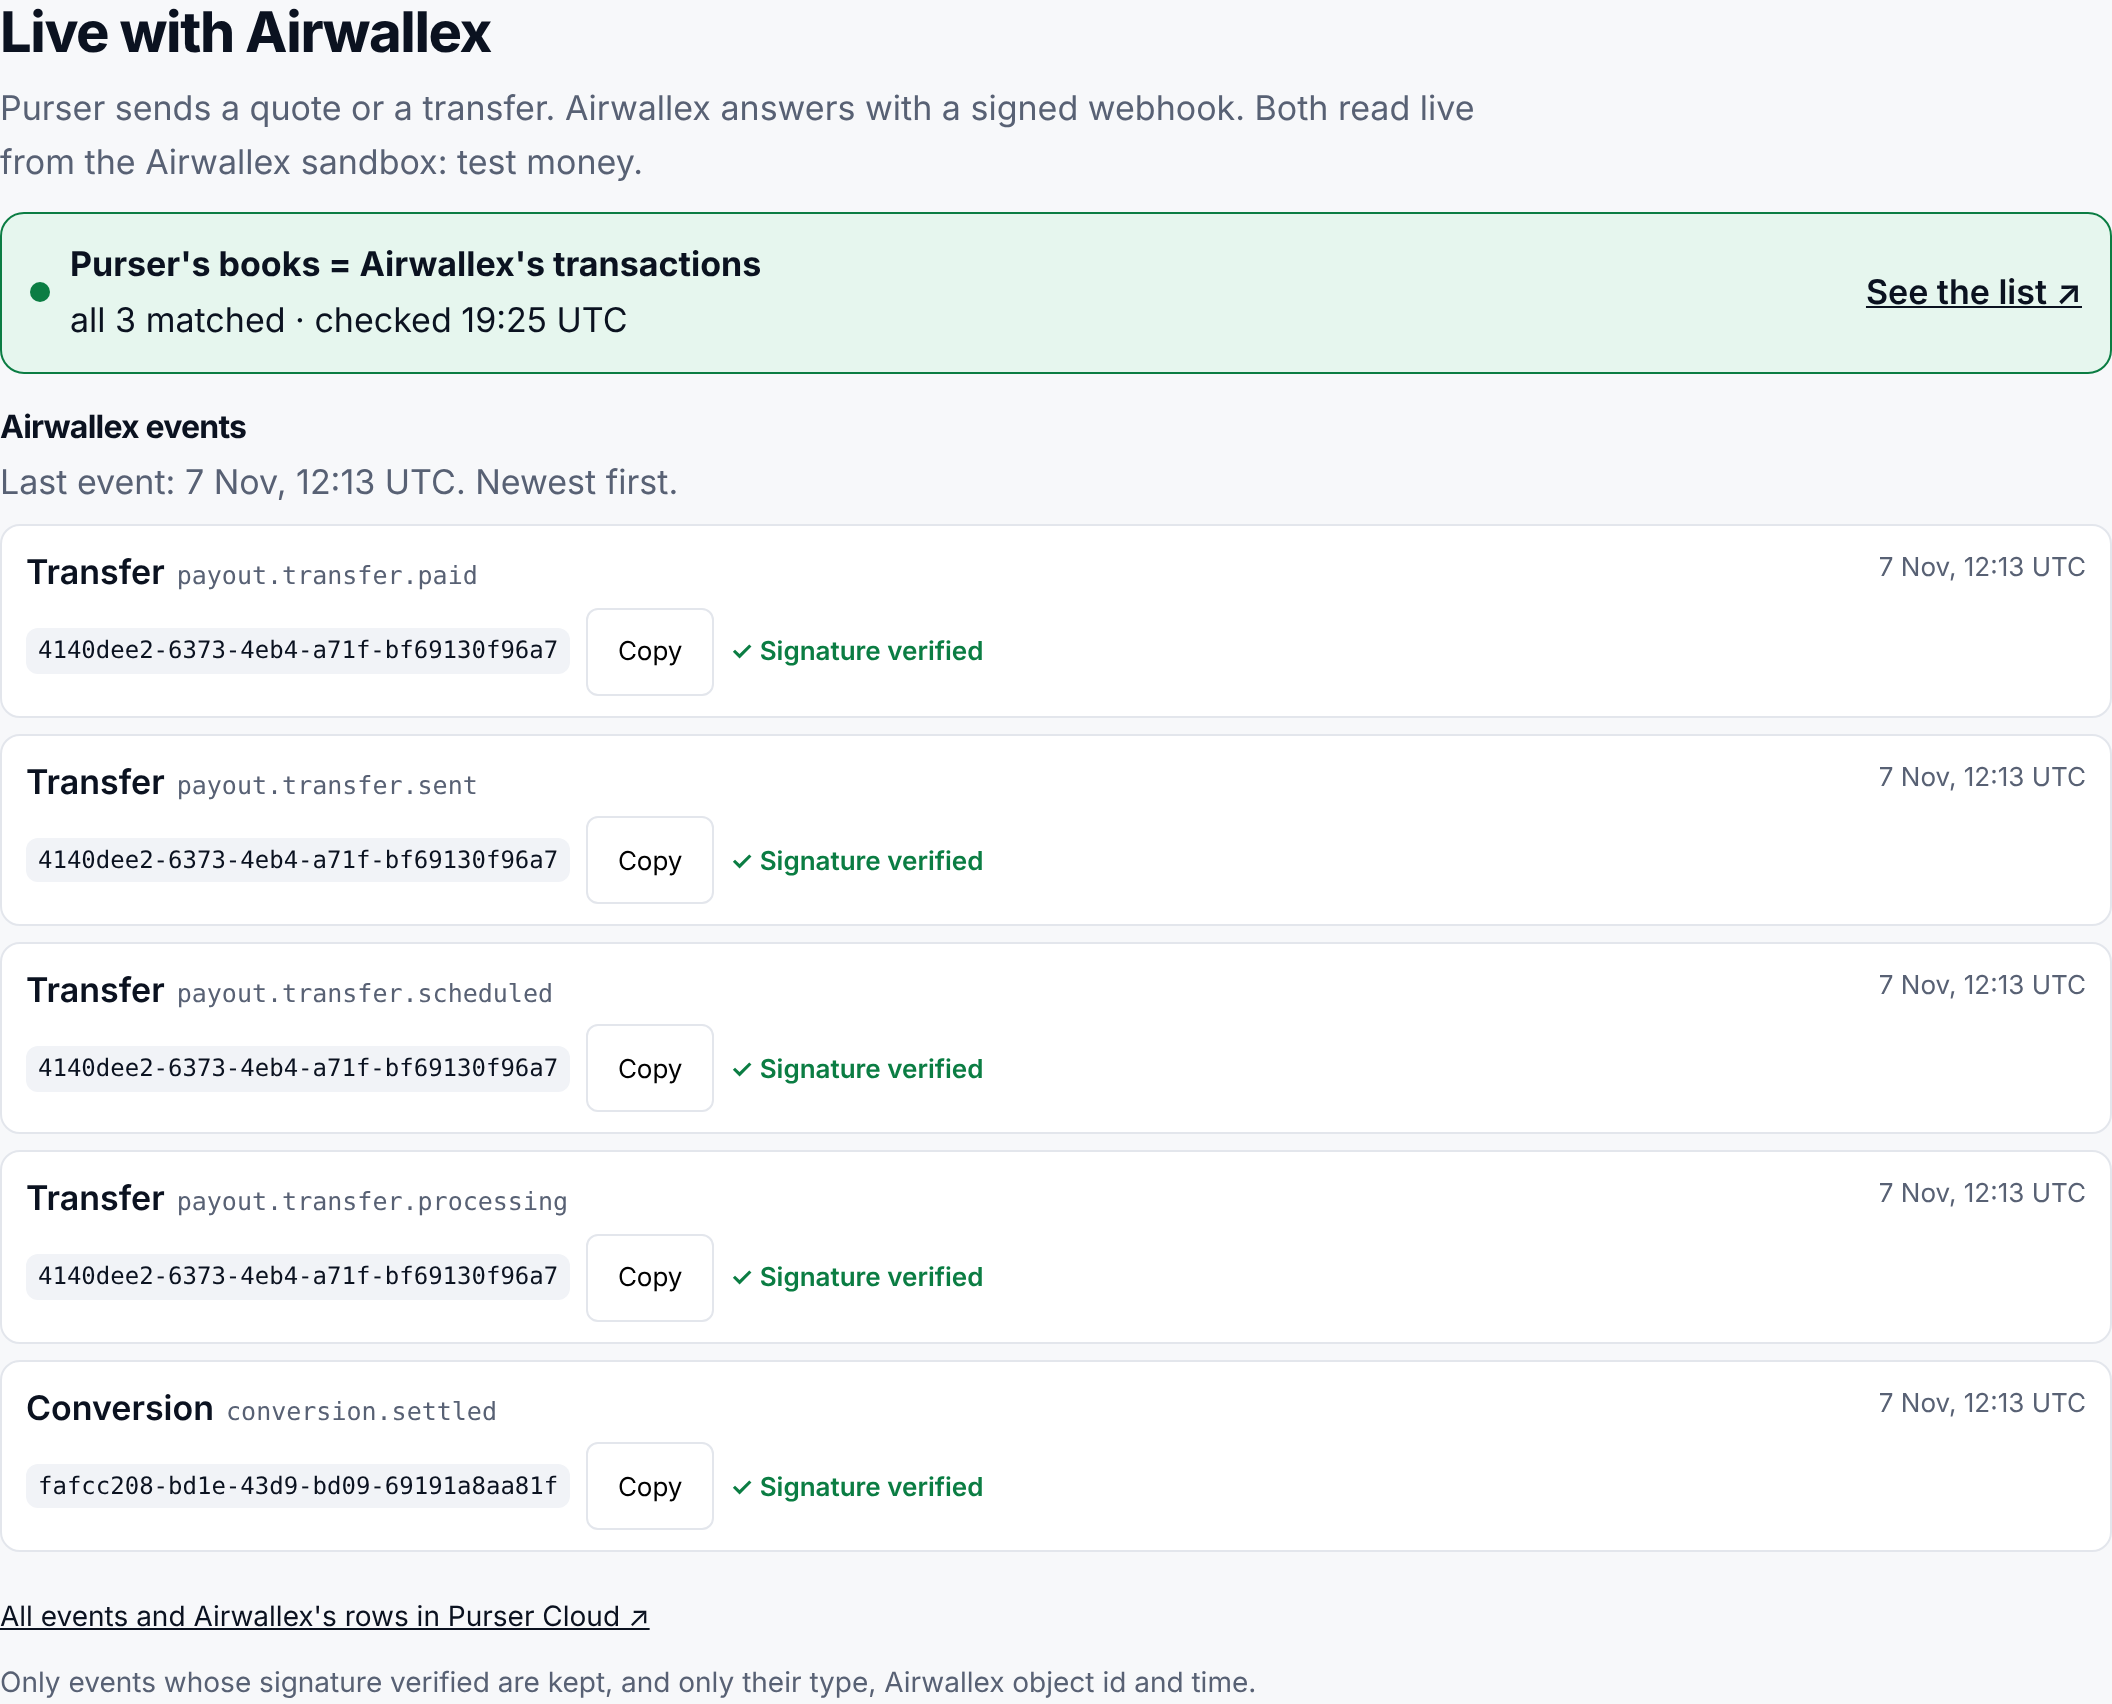 Live with Airwallex
Purser sends a quote or a transfer. Airwallex answers with a signed webhook. Both read live
from the Airwallex sandbox: test money.
Purser's books = Airwallex's transactions
all 3 matched · checked 19:25 UTC
See the list ↗
Airwallex events
Last event: 7 Nov, 12:13 UTC. Newest first.
Transfer payout.transfer.paid
7 Nov, 12:13 UTC
4140dee2-6373-4eb4-a71f-bf69130f96a7 Copy ✓ Signature verified
Transfer payout.transfer.sent
7 Nov, 12:13 UTC
4140dee2-6373-4eb4-a71f-bf69130f96a7 Copy ✓ Signature verified
Transfer payout.transfer.scheduled
7 Nov, 12:13 UTC
4140dee2-6373-4eb4-a71f-bf69130f96a7 Copy ✓ Signature verified
Transfer payout.transfer.processing
7 Nov, 12:13 UTC
4140dee2-6373-4eb4-a71f-bf69130f96a7 Copy ✓ Signature verified
Conversion conversion.settled
7 Nov, 12:13 UTC
fafcc208-bd1e-43d9-bd09-69191a8aa81f Copy ✓ Signature verified
All events and Airwallex's rows in Purser Cloud ↗
Only events whose signature verified are kept, and only their type, Airwallex object id and time.